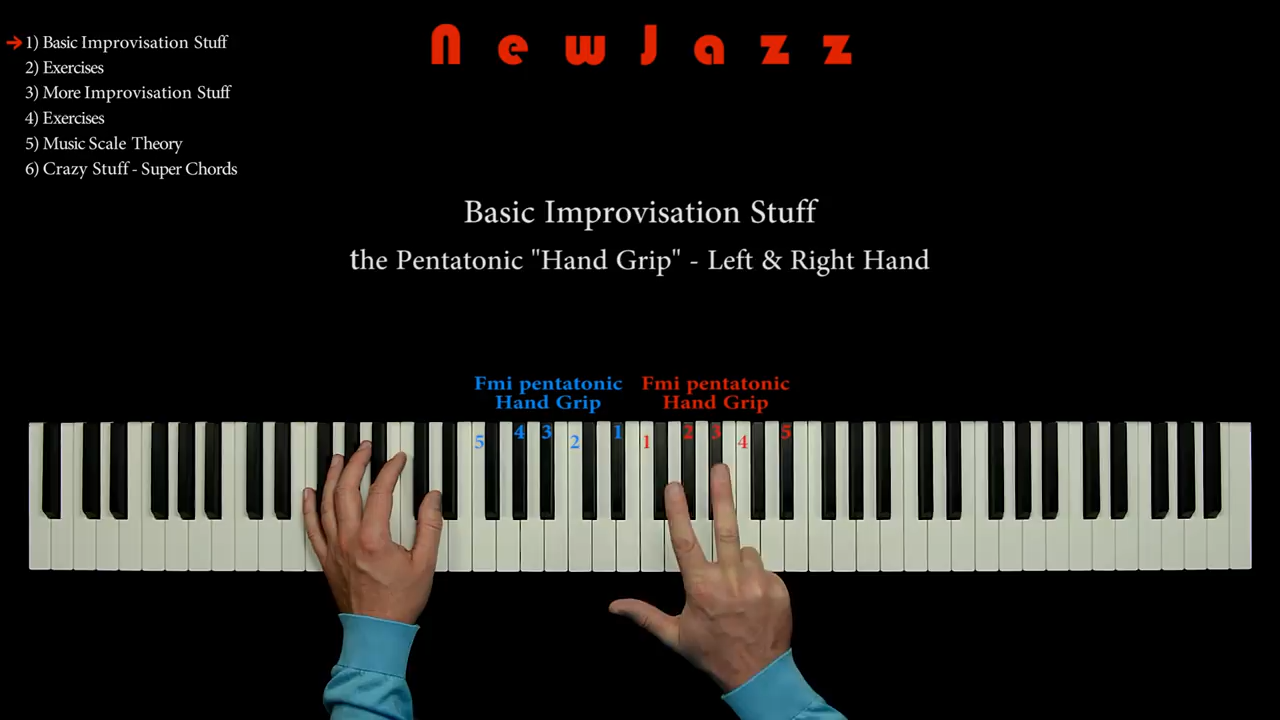 ➔ 1) Basic Improvisation Stuff
2) Exercises
3) More Improvisation Stuff
4) Exercises
5) Music Scale Theory
6) Crazy Stuff - Super Chords
NewJazz
Basic Improvisation Stuff
the Pentatonic "Hand Grip" - Left & Right Hand
Fmi pentatonic
Hand Grip
Fmi pentatonic
Hand Grip
5 4 3 2 1
1 2 3 4 5